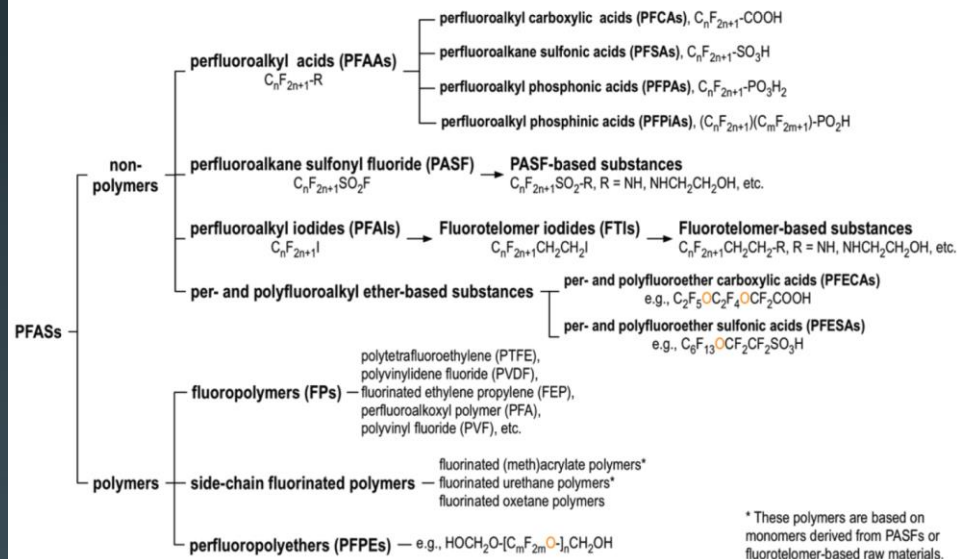 perfluoroalkyl carboxylic acids (PFCAs), CₙF₂ₙ₊₁-COOH
perfluoroalkane sulfonic acids (PFSAs), CₙF₂ₙ₊₁-SO₃H
perfluoroalkyl acids (PFAAs)
CₙF₂ₙ₊₁-R
perfluoroalkyl phosphonic acids (PFPAs), CₙF₂ₙ₊₁-PO₃H₂
perfluoroalkyl phosphinic acids (PFPiAs), (CₙF₂ₙ₊₁)(CₘF₂ₘ₊₁)-PO₂H
non-
polymers
perfluoroalkane sulfonyl fluoride (PASF)
CₙF₂ₙ₊₁SO₂F
PASF-based substances
CₙF₂ₙ₊₁SO₂-R, R = NH, NHCH₂CH₂OH, etc.
perfluoroalkyl iodides (PFAIs)
CₙF₂ₙ₊₁I
Fluorotelomer iodides (FTIs)
CₙF₂ₙ₊₁CH₂CH₂I
Fluorotelomer-based substances
CₙF₂ₙ₊₁CH₂CH₂-R, R = NH, NHCH₂CH₂OH, etc.
per- and polyfluoroalkyl ether-based substances
per- and polyfluoroether carboxylic acids (PFECAs)
e.g., C₂F₅OC₂F₄OCF₂COOH
per- and polyfluoroether sulfonic acids (PFESAs)
e.g., C₆F₁₃OCF₂CF₂SO₃H
PFASs
fluoropolymers (FPs)
polytetrafluoroethylene (PTFE),
polyvinylidene fluoride (PVDF),
fluorinated ethylene propylene (FEP),
perfluoroalkoxyl polymer (PFA),
polyvinyl fluoride (PVF), etc.
polymers
side-chain fluorinated polymers
fluorinated (meth)acrylate polymers*
fluorinated urethane polymers*
fluorinated oxetane polymers
perfluoropolyethers (PFPEs)
e.g., HOCH₂O-[CₘF₂ₘO-]ₙCH₂OH
* These polymers are based on
monomers derived from PASFs or
fluorotelomer-based raw materials.